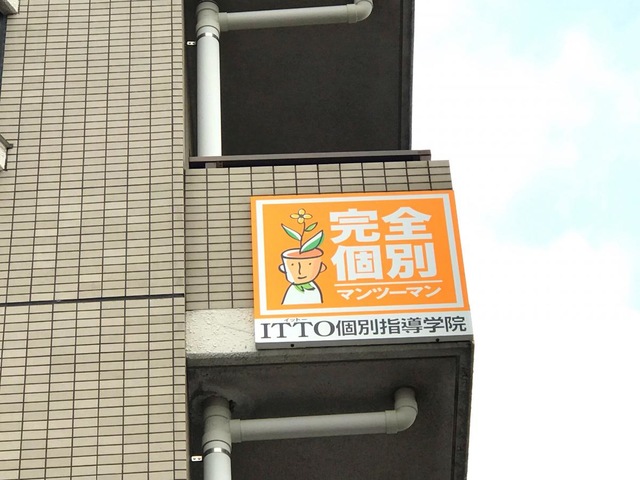 完全
個別
マンツーマン
イットー
ITTO個別指導学院